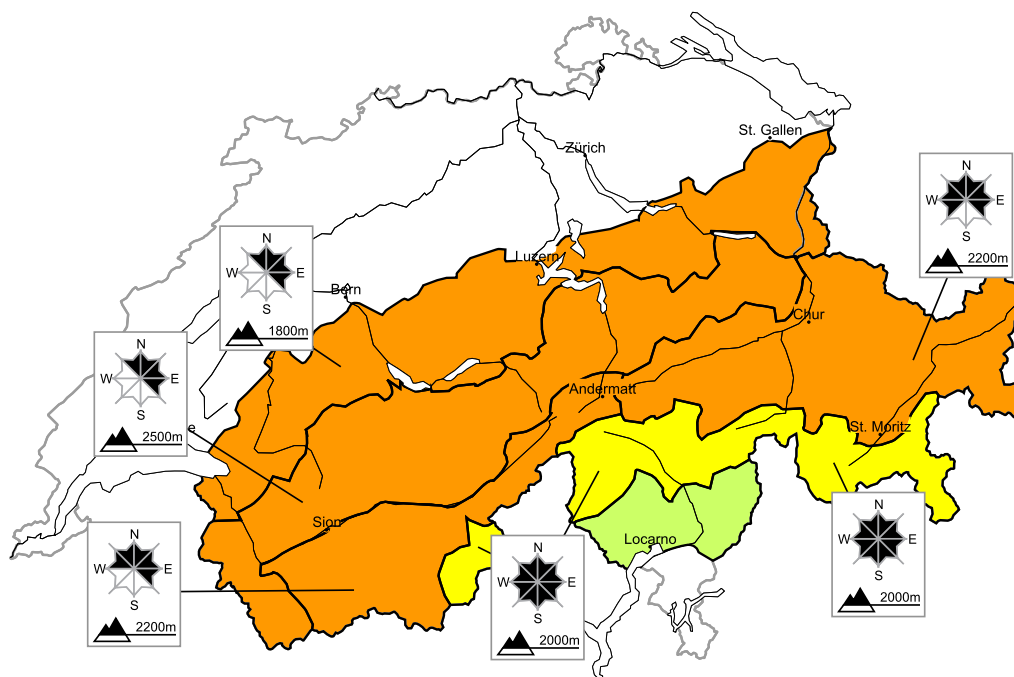 St. Gallen
Zürich
N
W E
S
2200m
Luzern
N
W E
S
1800m
Bern
Chur
N
W E
S
2500m
e
Andermatt
St. Moritz
Sion
N
W E
S
2200m
Locarno
N
W E
S
2000m
N
W E
S
2000m